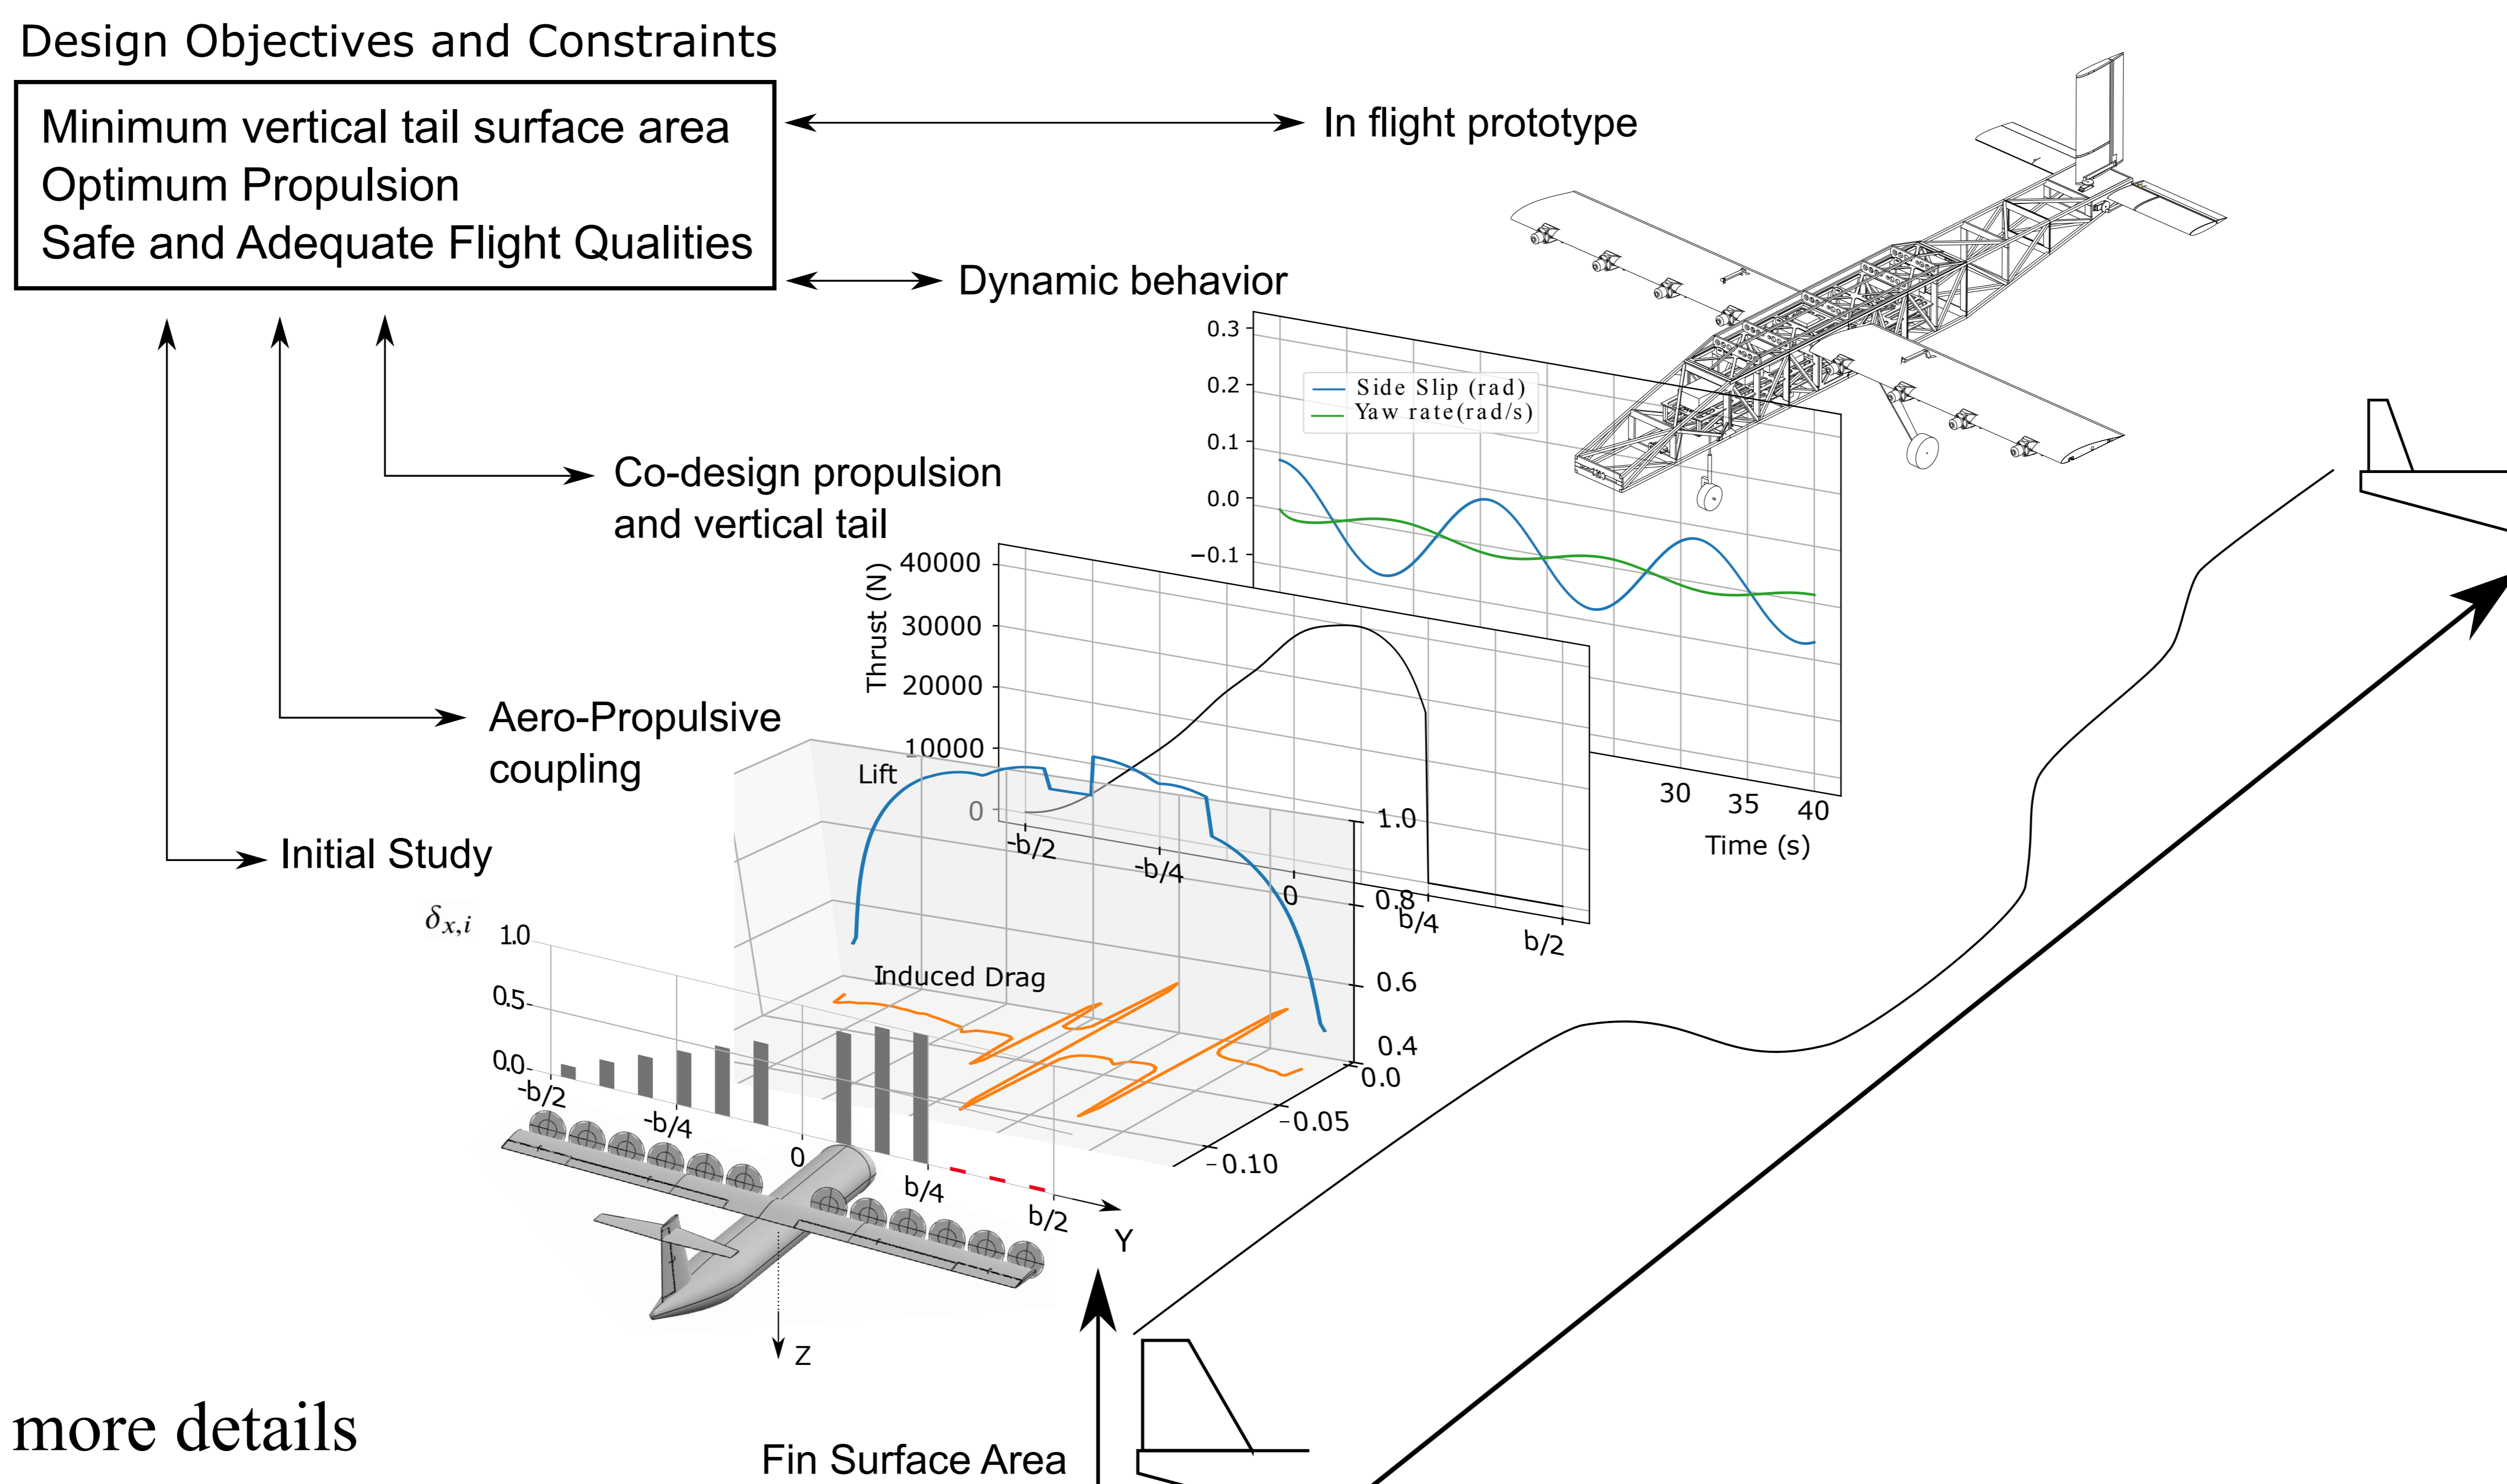 Design Objectives and Constraints
Minimum vertical tail surface area
Optimum Propulsion
Safe and Adequate Flight Qualities
In flight prototype
Dynamic behavior
Co-design propulsion
and vertical tail
Aero-Propulsive
coupling
Initial Study
0.3
0.2
0.1
0.0
−0.1
Side Slip (rad)
Yaw rate(rad/s)
30
35
40
Time (s)
Thrust (N)
40000
30000
20000
10000
0
-b/2
-b/4
0
b/4
b/2
Lift
Induced Drag
1.0
0.8
0.6
0.4
0.0
−0.05
−0.10
δx,i
1.0
0.5
0.0
-b/2
-b/4
0
b/4
b/2
Y
Z
more details
Fin Surface Area